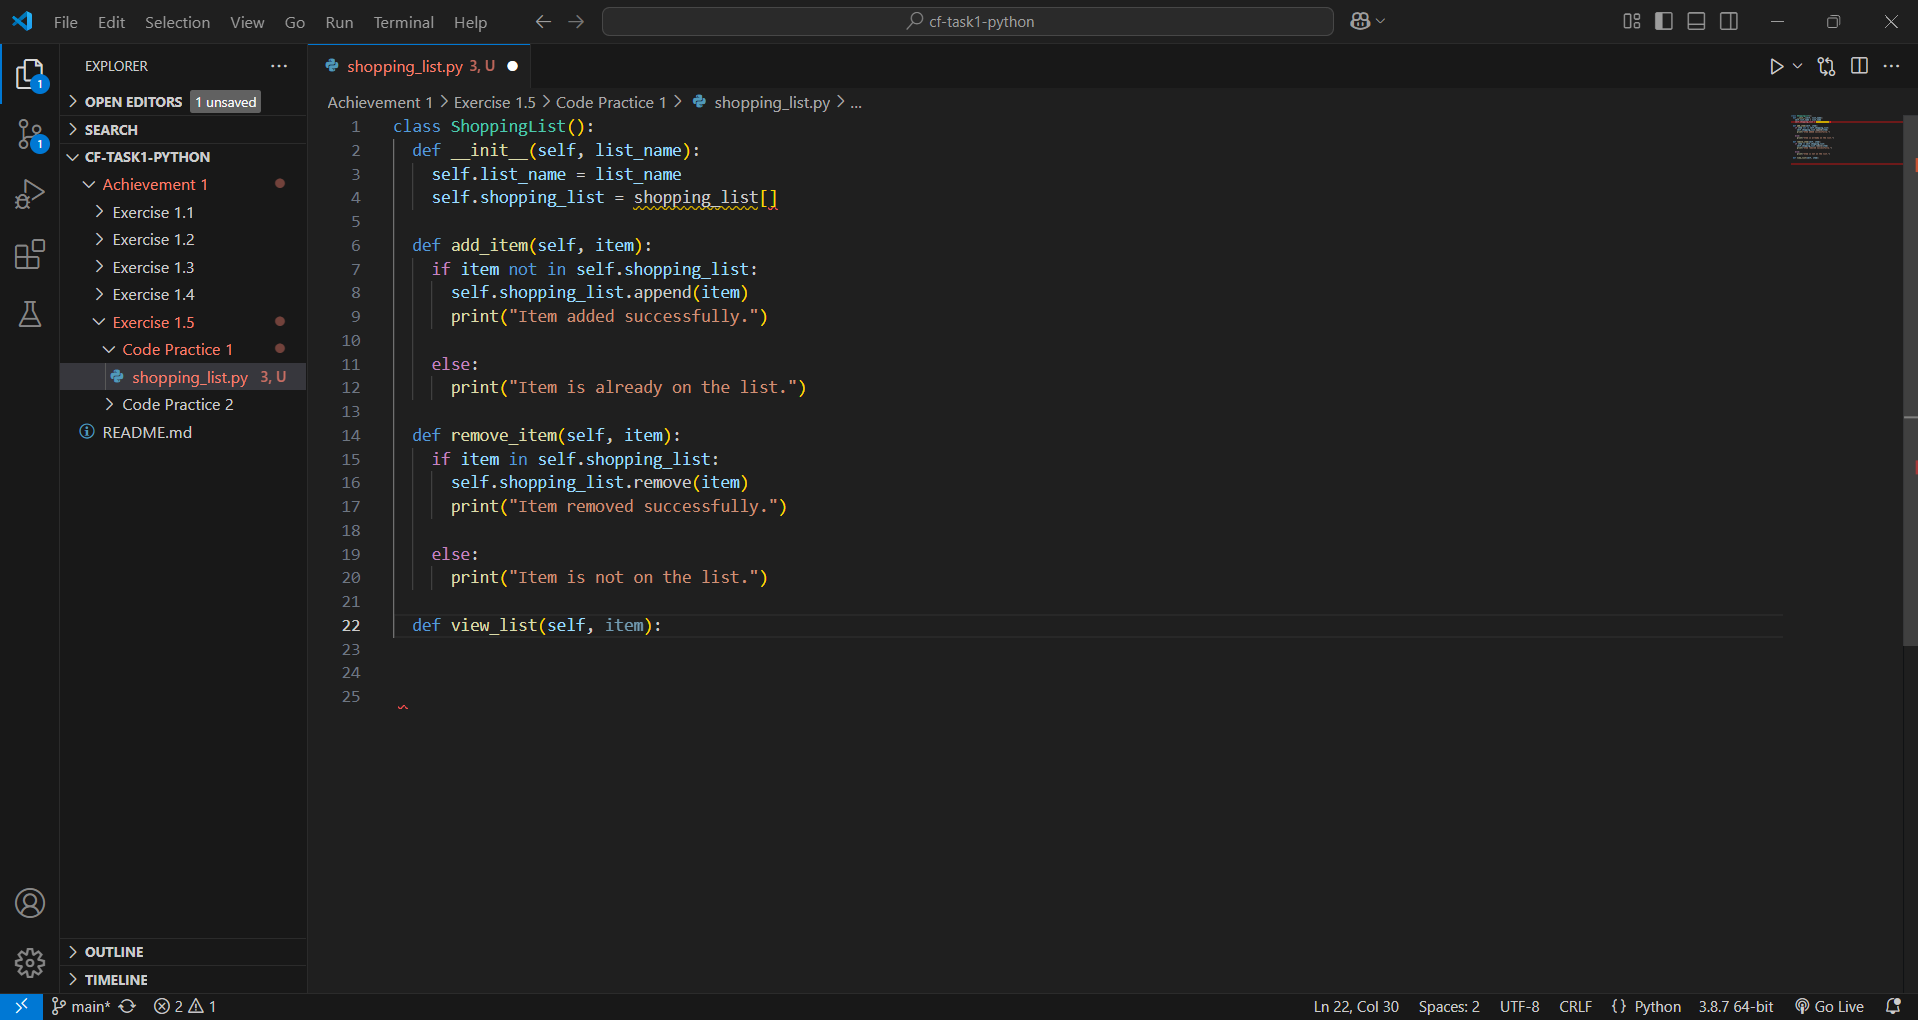 File Edit Selection View Go Run Terminal Help
cf-task1-python
EXPLORER
OPEN EDITORS 1 unsaved
SEARCH
CF-TASK1-PYTHON
Achievement 1
Exercise 1.1
Exercise 1.2
Exercise 1.3
Exercise 1.4
Exercise 1.5
Code Practice 1
shopping_list.py 3, U
Code Practice 2
README.md
OUTLINE
TIMELINE
1
1
shopping_list.py 3, U
Achievement 1 > Exercise 1.5 > Code Practice 1 > shopping_list.py > ...
1 class ShoppingList():
2 def __init__(self, list_name):
3 self.list_name = list_name
4 self.shopping_list = shopping_list[]
5
6 def add_item(self, item):
7 if item not in self.shopping_list:
8 self.shopping_list.append(item)
9 print("Item added successfully.")
10
11 else:
12 print("Item is already on the list.")
13
14 def remove_item(self, item):
15 if item in self.shopping_list:
16 self.shopping_list.remove(item)
17 print("Item removed successfully.")
18
19 else:
20 print("Item is not on the list.")
21
22 def view_list(self, item):
23
24
25
main* 2 1
Ln 22, Col 30 Spaces: 2 UTF-8 CRLF {} Python 3.8.7 64-bit Go Live